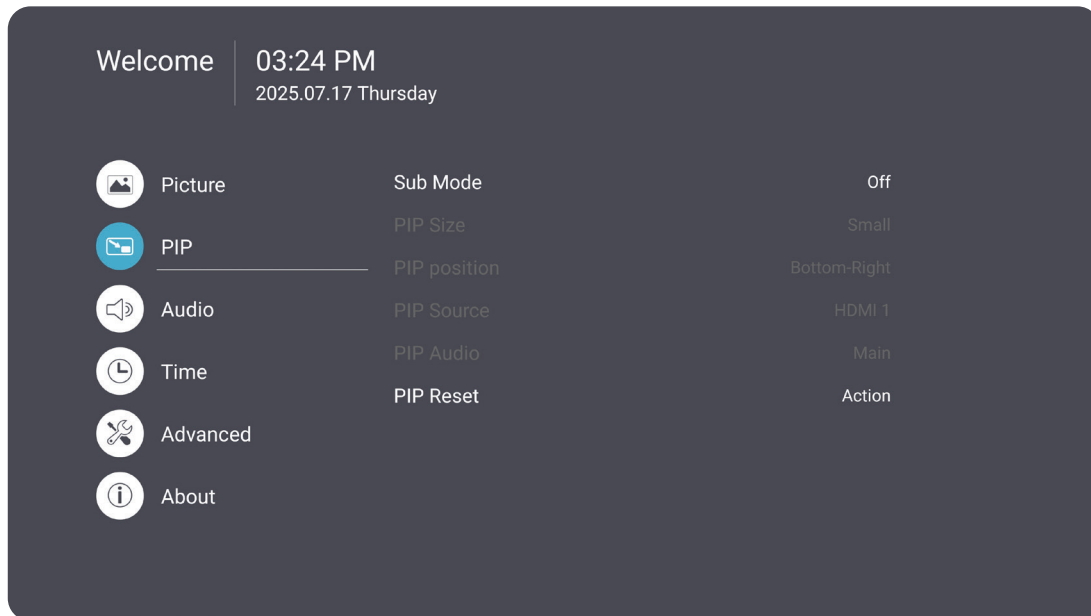 Welcome
03:24 PM
2025.07.17 Thursday
Picture
PIP
Audio
Time
Advanced
About
Sub Mode Off
PIP Size Small
PIP position Bottom-Right
PIP Source HDMI 1
PIP Audio Main
PIP Reset Action